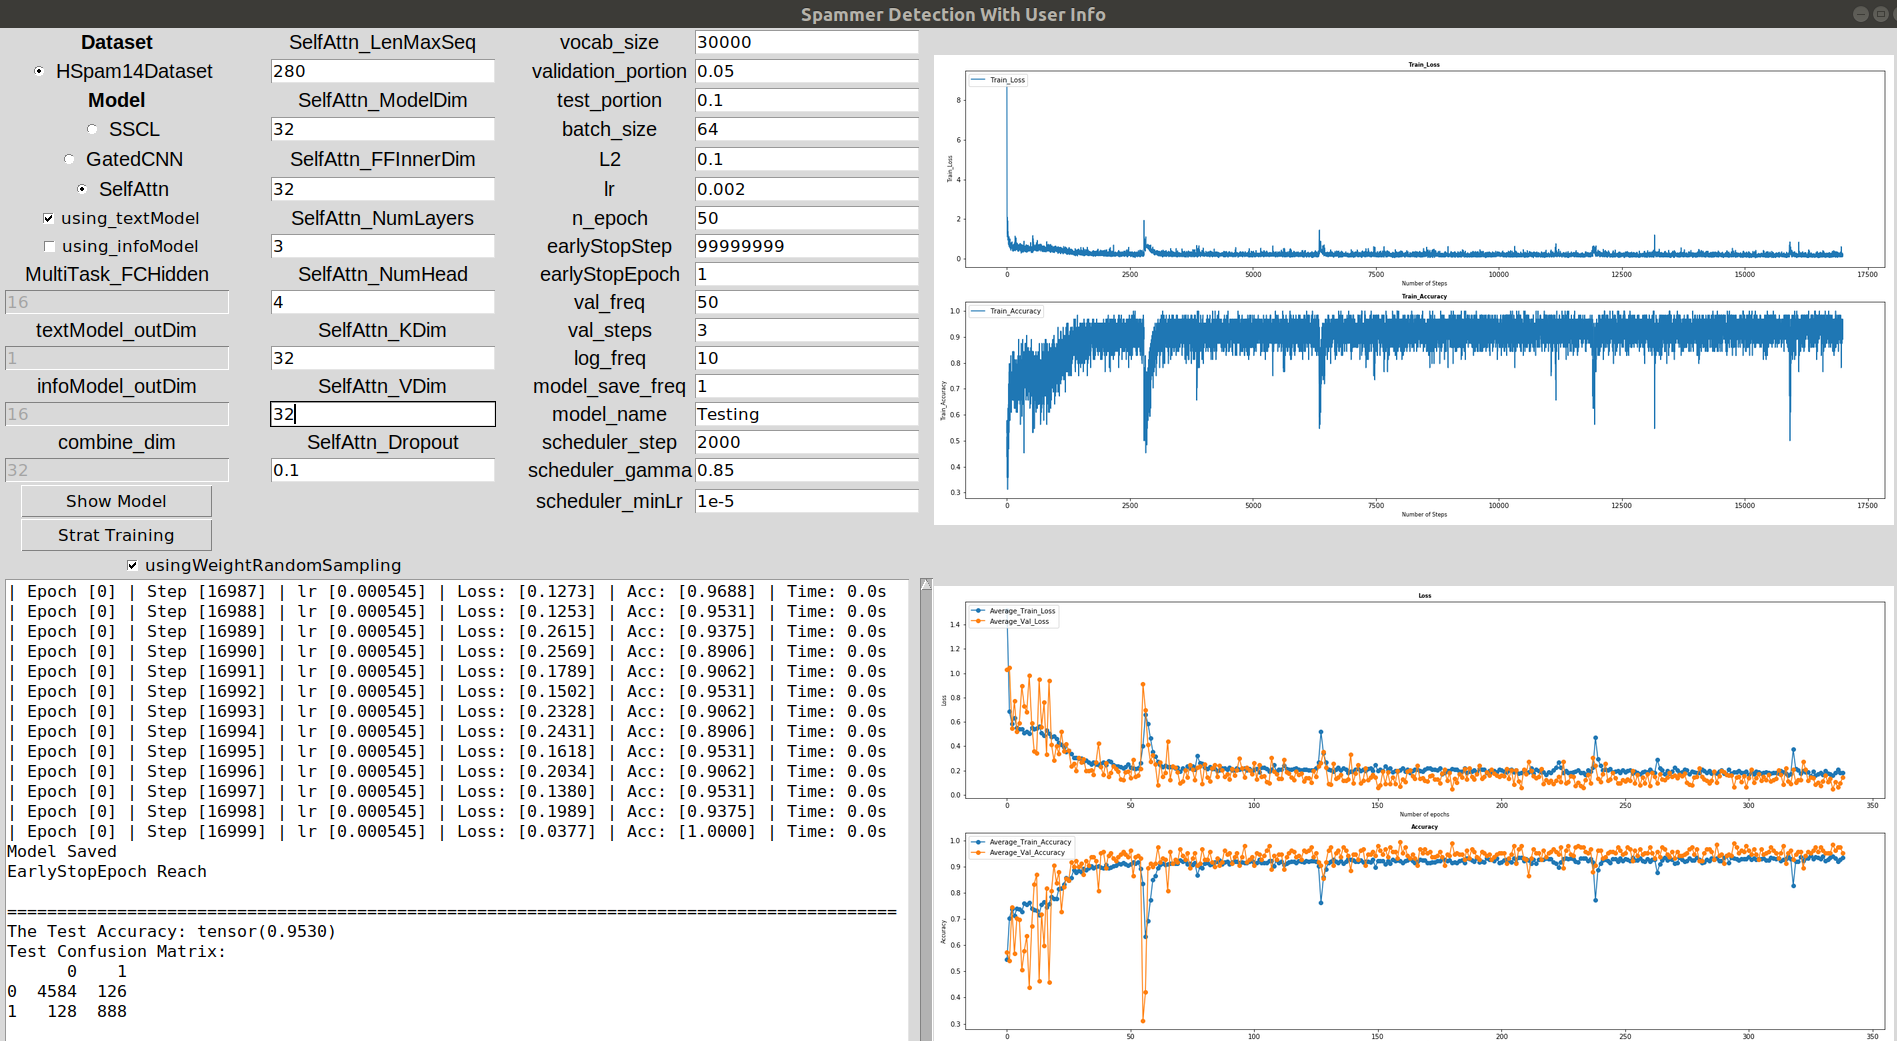 Spammer Detection With User Info
Dataset
HSpam14Dataset
Model
SSCL
GatedCNN
SelfAttn
using_textModel
using_infoModel
MultiTask_FCHidden
16
textModel_outDim
1
infoModel_outDim
16
combine_dim
32
Show Model
Strat Training
usingWeightRandomSampling
SelfAttn_LenMaxSeq
280
SelfAttn_ModelDim
32
SelfAttn_FFInnerDim
32
SelfAttn_NumLayers
3
SelfAttn_NumHead
4
SelfAttn_KDim
32
SelfAttn_VDim
32
SelfAttn_Dropout
0.1
vocab_size 30000
validation_portion 0.05
test_portion 0.1
batch_size 64
L2 0.1
lr 0.002
n_epoch 50
earlyStopStep 99999999
earlyStopEpoch 1
val_freq 50
val_steps 3
log_freq 10
model_save_freq 1
model_name Testing
scheduler_step 2000
scheduler_gamma 0.85
scheduler_minLr 1e-5
| Epoch [0] | Step [16987] | lr [0.000545] | Loss: [0.1273] | Acc: [0.9688] | Time: 0.0s
| Epoch [0] | Step [16988] | lr [0.000545] | Loss: [0.1253] | Acc: [0.9531] | Time: 0.0s
| Epoch [0] | Step [16989] | lr [0.000545] | Loss: [0.2615] | Acc: [0.9375] | Time: 0.0s
| Epoch [0] | Step [16990] | lr [0.000545] | Loss: [0.2569] | Acc: [0.8906] | Time: 0.0s
| Epoch [0] | Step [16991] | lr [0.000545] | Loss: [0.1789] | Acc: [0.9062] | Time: 0.0s
| Epoch [0] | Step [16992] | lr [0.000545] | Loss: [0.1502] | Acc: [0.9531] | Time: 0.0s
| Epoch [0] | Step [16993] | lr [0.000545] | Loss: [0.2328] | Acc: [0.9062] | Time: 0.0s
| Epoch [0] | Step [16994] | lr [0.000545] | Loss: [0.2431] | Acc: [0.8906] | Time: 0.0s
| Epoch [0] | Step [16995] | lr [0.000545] | Loss: [0.1618] | Acc: [0.9531] | Time: 0.0s
| Epoch [0] | Step [16996] | lr [0.000545] | Loss: [0.2034] | Acc: [0.9062] | Time: 0.0s
| Epoch [0] | Step [16997] | lr [0.000545] | Loss: [0.1380] | Acc: [0.9531] | Time: 0.0s
| Epoch [0] | Step [16998] | lr [0.000545] | Loss: [0.1989] | Acc: [0.9375] | Time: 0.0s
| Epoch [0] | Step [16999] | lr [0.000545] | Loss: [0.0377] | Acc: [1.0000] | Time: 0.0s
Model Saved
EarlyStopEpoch Reach
=========================================================================================
The Test Accuracy: tensor(0.9530)
Test Confusion Matrix:
0 1
0 4584 126
1 128 888
Train_Loss
Train_Loss
Train_Loss
8
6
4
2
0
0 2500 5000 7500 10000 12500 15000 17500
Number of Steps
Train_Accuracy
Train_Accuracy
Train_Accuracy
1.0
0.9
0.8
0.7
0.6
0.5
0.4
0.3
0 2500 5000 7500 10000 12500 15000 17500
Number of Steps
Loss
Average_Train_Loss
Average_Val_Loss
Loss
1.4
1.2
1.0
0.8
0.6
0.4
0.2
0.0
0 50 100 150 200 250 300 350
Number of epochs
Accuracy
Average_Train_Accuracy
Average_Val_Accuracy
Accuracy
1.0
0.9
0.8
0.7
0.6
0.5
0.4
0.3
0 50 100 150 200 250 300 350